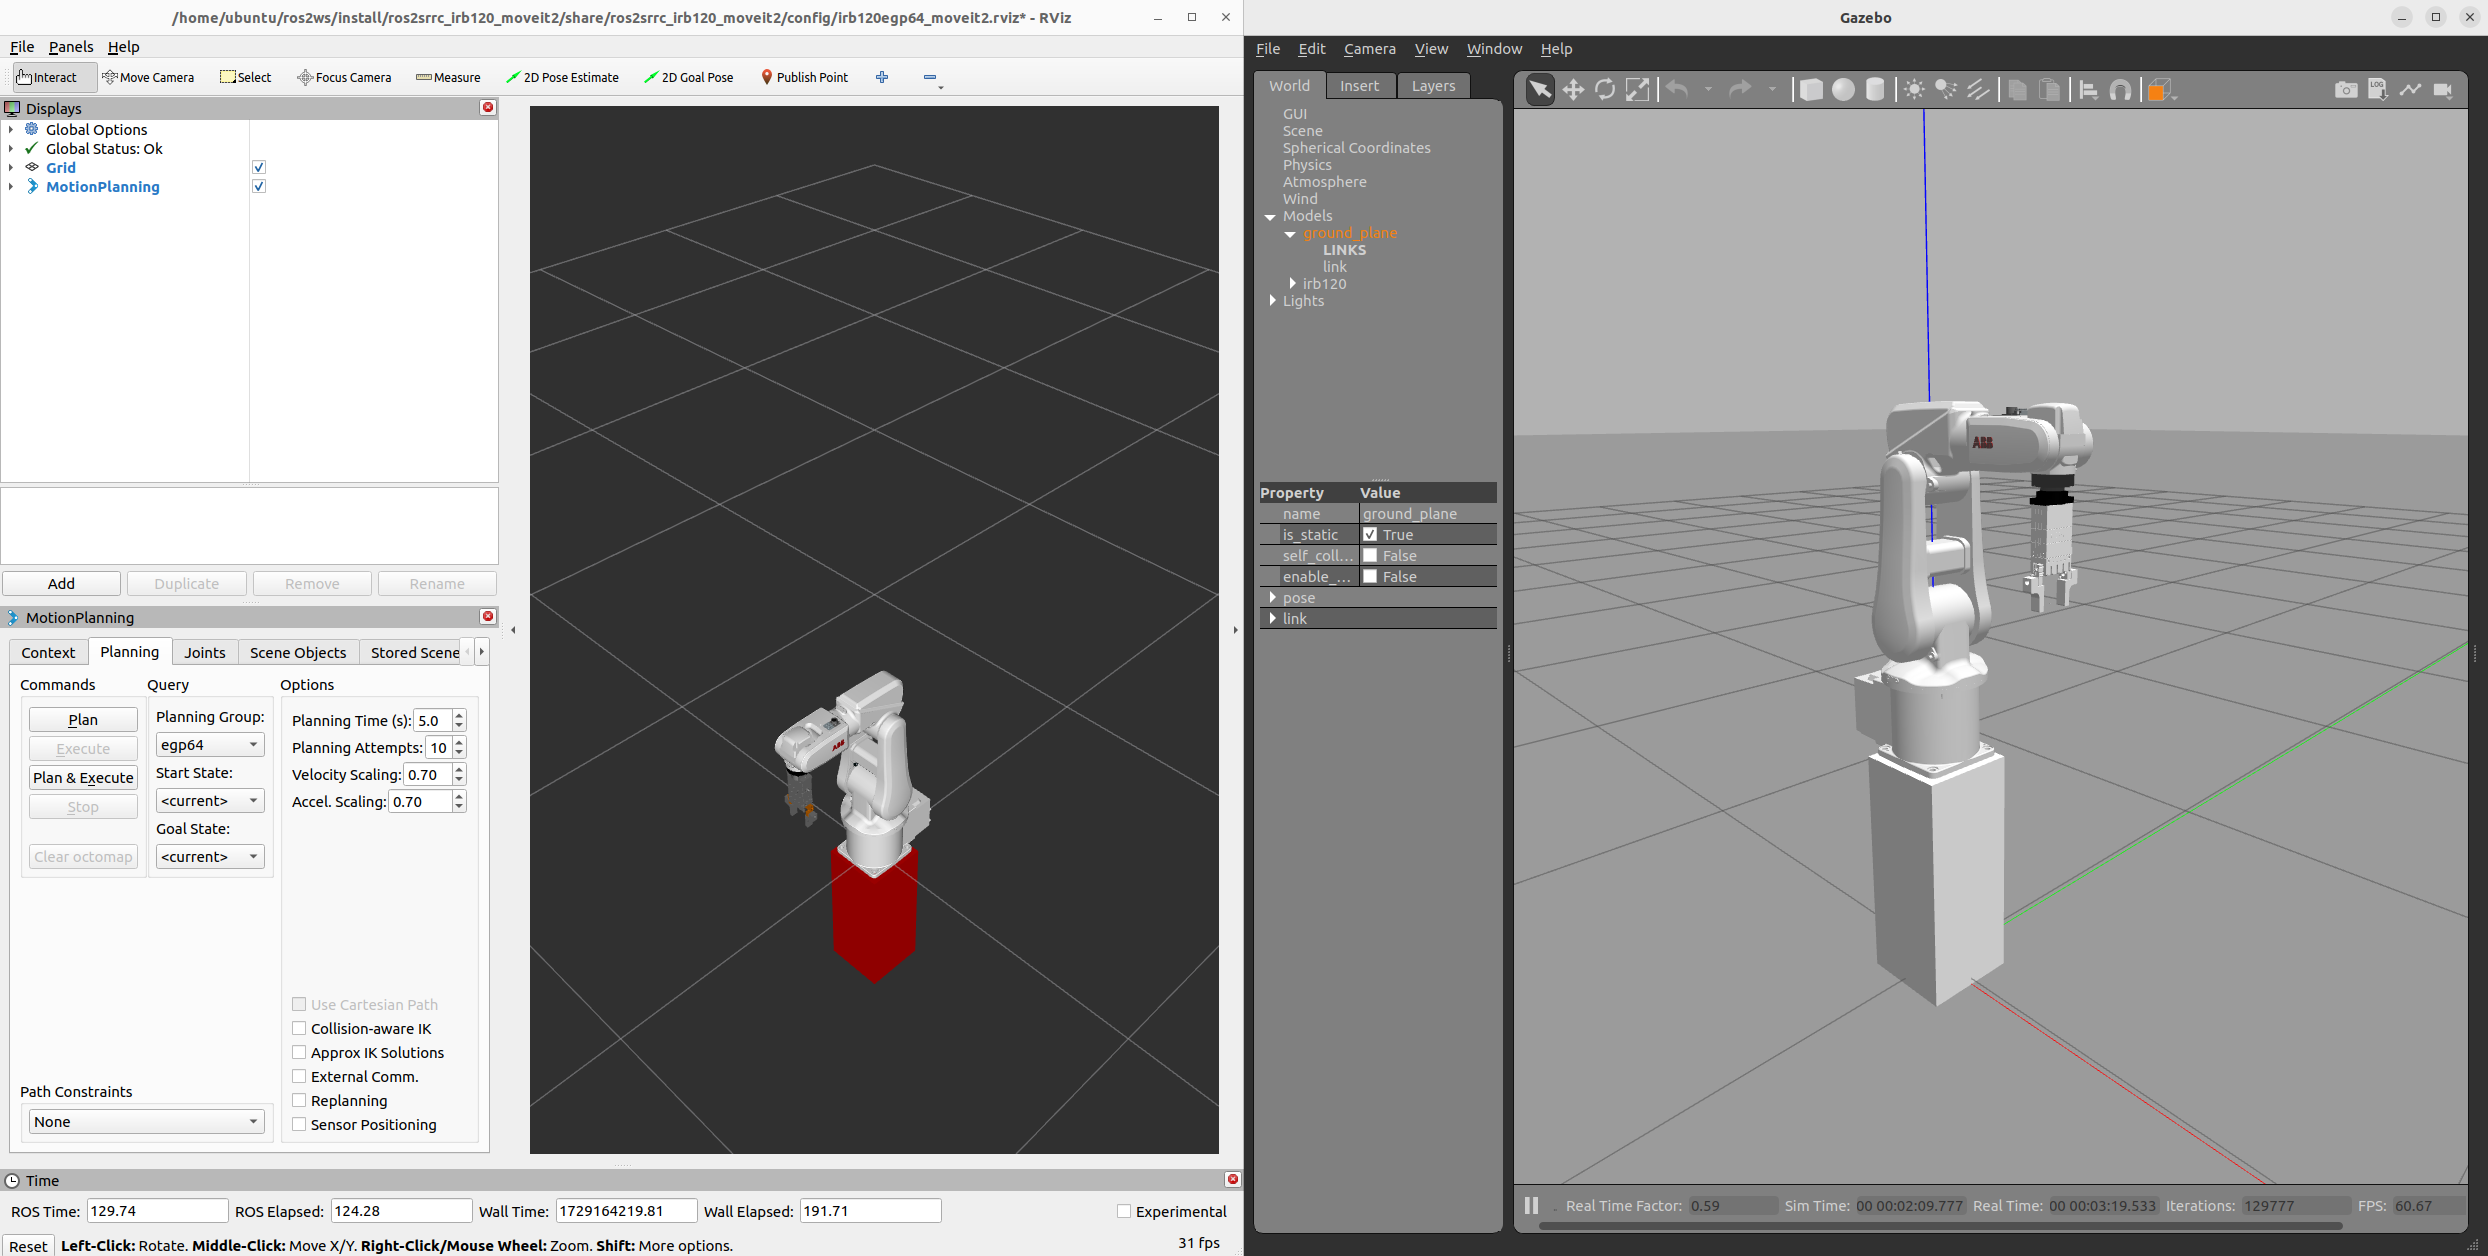 /home/ubuntu/ros2ws/install/ros2srrc_irb120_moveit2/share/ros2srrc_irb120_moveit2/config/irb120egp64_moveit2.rviz* - RViz
File Panels Help
Interact Move Camera Select Focus Camera Measure 2D Pose Estimate 2D Goal Pose Publish Point
Displays
Global Options
Global Status: Ok
Grid
MotionPlanning
Add Duplicate Remove Rename
MotionPlanning
Context Planning Joints Scene Objects Stored Scene
Commands Query Options
Plan
Execute
Plan & Execute
Stop
Clear octomap
Planning Group:
egp64
Start State:
<current>
Goal State:
<current>
Planning Time (s): 5.0
Planning Attempts: 10
Velocity Scaling: 0.70
Accel. Scaling: 0.70
Use Cartesian Path
Collision-aware IK
Approx IK Solutions
External Comm.
Replanning
Sensor Positioning
Path Constraints
None
ABB
Time
ROS Time: 129.74 ROS Elapsed: 124.28 Wall Time: 1729164219.81 Wall Elapsed: 191.71 Experimental
Reset Left-Click: Rotate. Middle-Click: Move X/Y. Right-Click/Mouse Wheel: Zoom. Shift: More options. 31 fps
Gazebo
File Edit Camera View Window Help
World Insert Layers
GUI
Scene
Spherical Coordinates
Physics
Atmosphere
Wind
Models
ground_plane
LINKS
link
irb120
Lights
Property Value
name ground_plane
is_static True
self_coll... False
enable_... False
pose
link
LOG
ABB
Real Time Factor: 0.59 Sim Time: 00 00:02:09.777 Real Time: 00 00:03:19.533 Iterations: 129777 FPS: 60.67